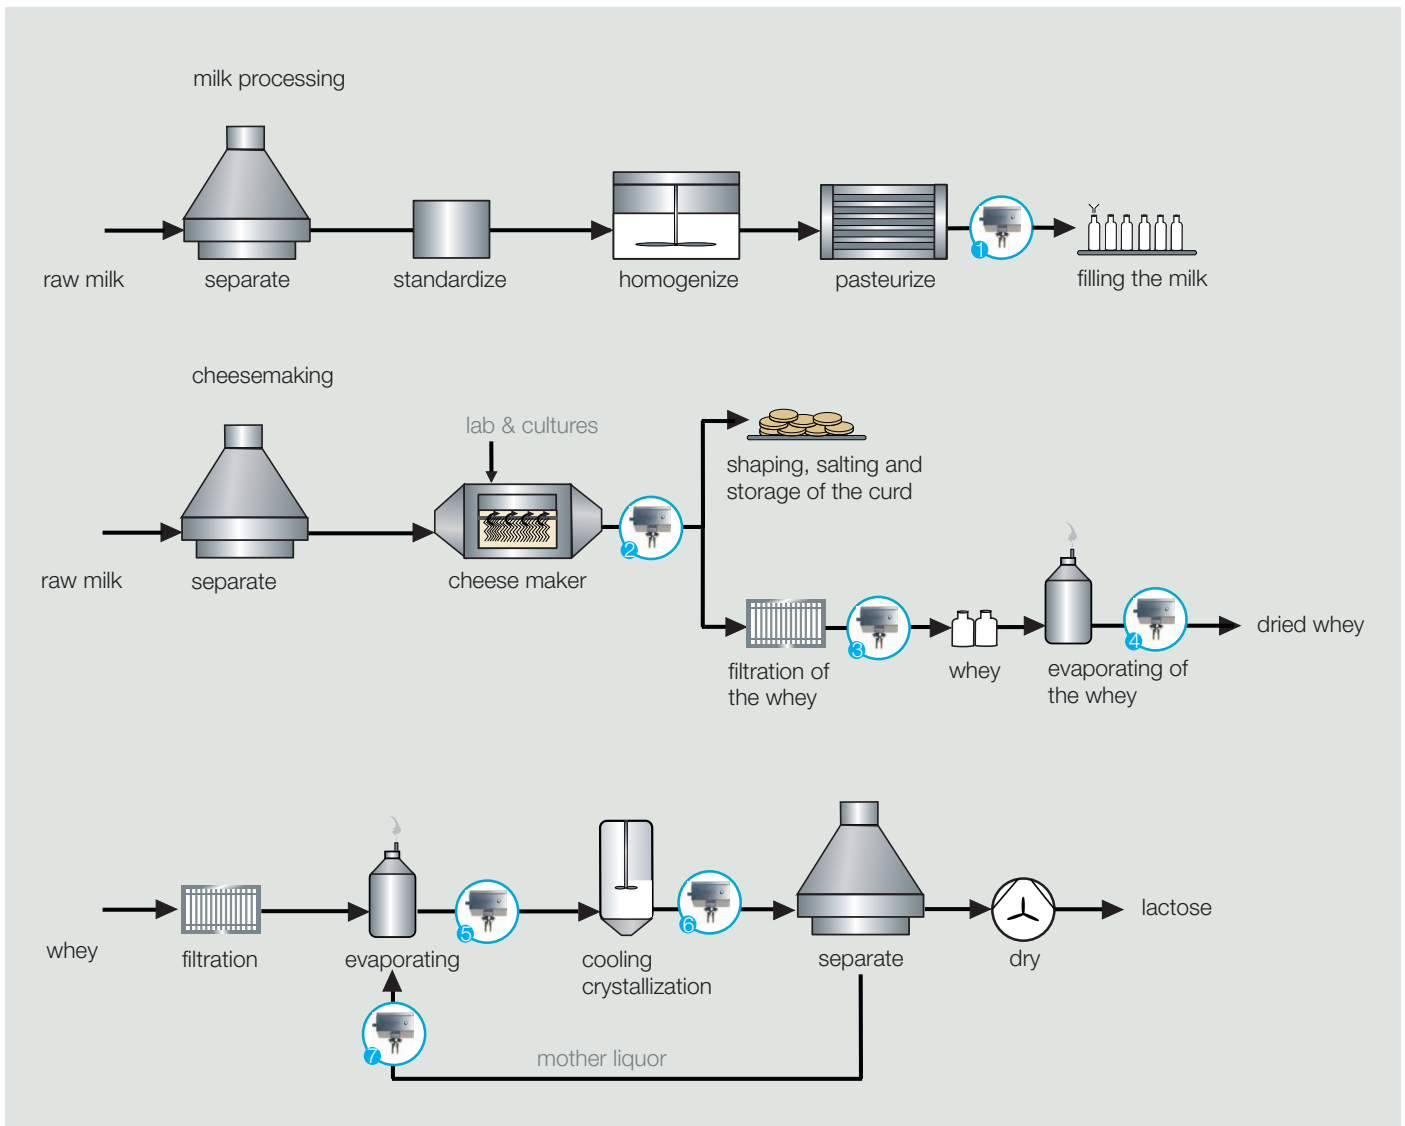 milk processing
raw milk
separate
standardize
homogenize
pasteurize
1
filling the milk
cheesemaking
lab & cultures
raw milk
separate
cheese maker
2
shaping, salting and
storage of the curd
filtration of
the whey
3
whey
evaporating of
the whey
4
dried whey
whey
filtration
evaporating
5
cooling
crystallization
6
separate
dry
lactose
7
mother liquor